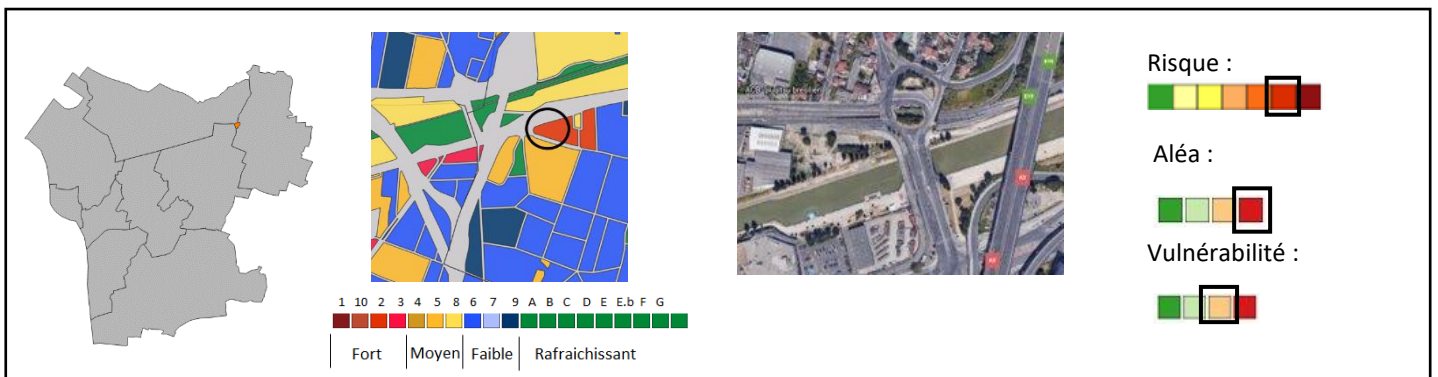 Risque :
Aléa :
Vulnérabilité :
1 10 2 3 4 5 8 6 7 9 A B C D E E.b F G
Fort Moyen Faible Rafraichissant